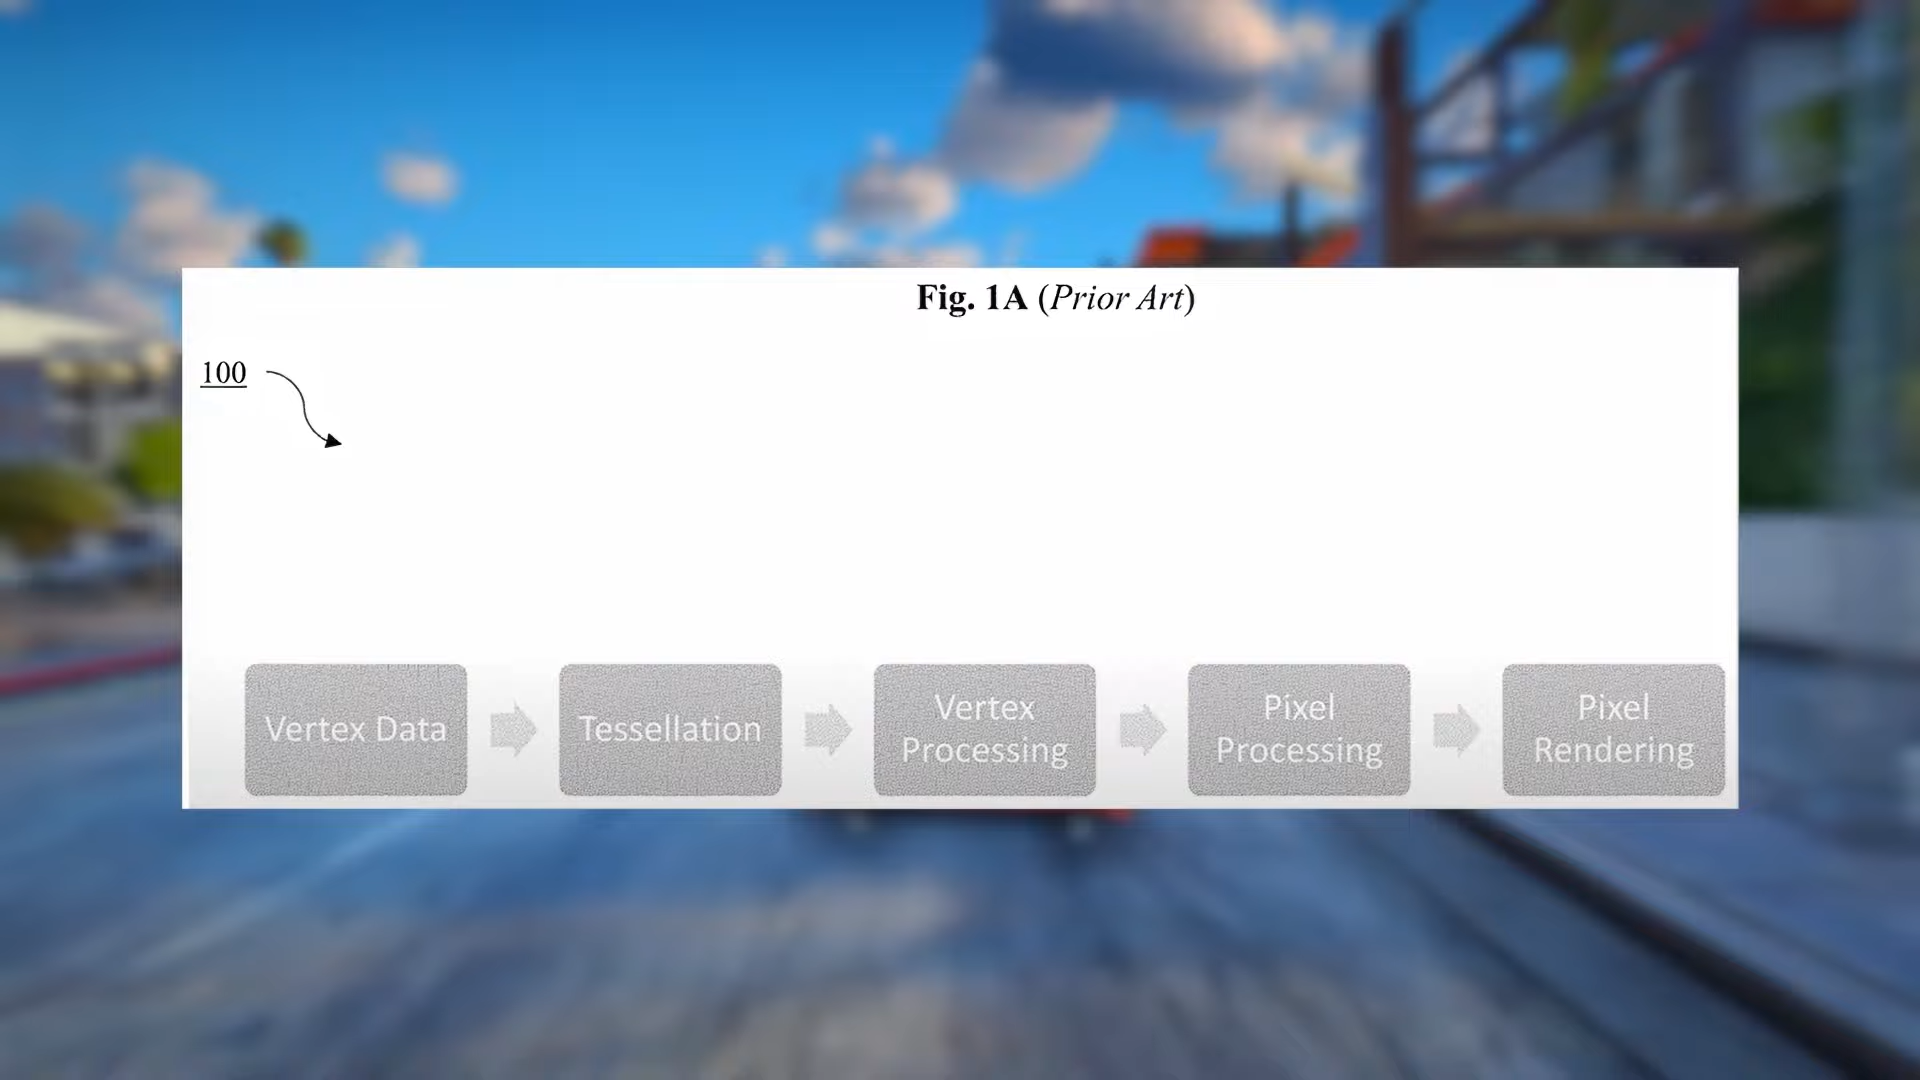 Fig. 1A (Prior Art)
100
Vertex Data
Tessellation
Vertex
Processing
Pixel
Processing
Pixel
Rendering